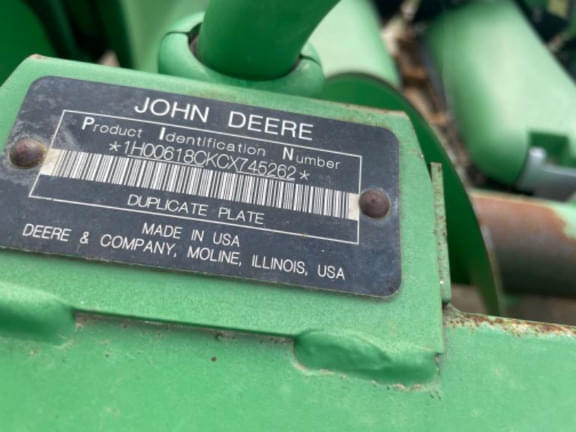 JOHN DEERE
Product Identification Number
*1H00618CKCX745262*
DUPLICATE PLATE
MADE IN USA
DEERE & COMPANY, MOLINE, ILLINOIS, USA